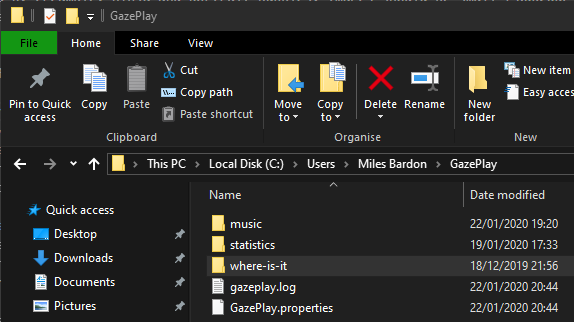 GazePlay
File Home Share View
Pin to Quick access
Copy
Paste
Cut
Copy path
Paste shortcut
Clipboard
Move to
Copy to
Delete
Rename
Organise
New folder
New item
Easy acces
New
This PC > Local Disk (C:) > Users > Miles Bardon > GazePlay
Name Date modified
Quick access
Desktop
Downloads
Documents
Pictures
music 22/01/2020 19:20
statistics 19/01/2020 17:33
where-is-it 18/12/2019 21:56
gazeplay.log 22/01/2020 20:44
GazePlay.properties 22/01/2020 20:44